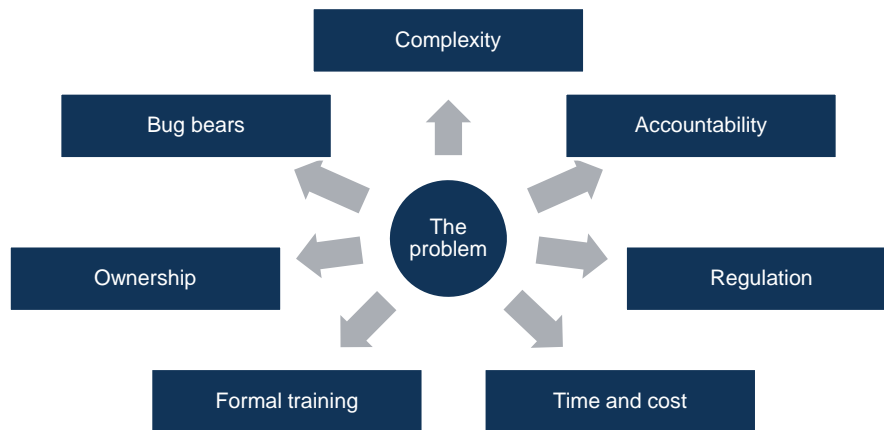 Complexity
Bug bears
Accountability
The
problem
Ownership
Regulation
Formal training
Time and cost